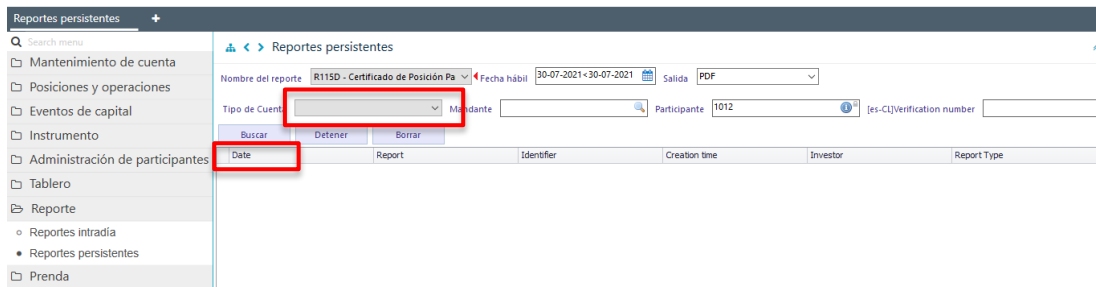 Reportes persistentes +
Search menu
Mantenimiento de cuenta
Posiciones y operaciones
Eventos de capital
Instrumento
Administración de participantes
Tablero
Reporte
Reportes intradía
Reportes persistentes
Prenda
Reportes persistentes
Nombre del reporte R115D - Certificado de Posición Pa Fecha hábil 30-07-2021<30-07-2021 Salida PDF
Tipo de Cuenta Mandante Participante 1012 [es-CL]Verification number
Buscar Detener Borrar
Date Report Identifier Creation time Investor Report Type